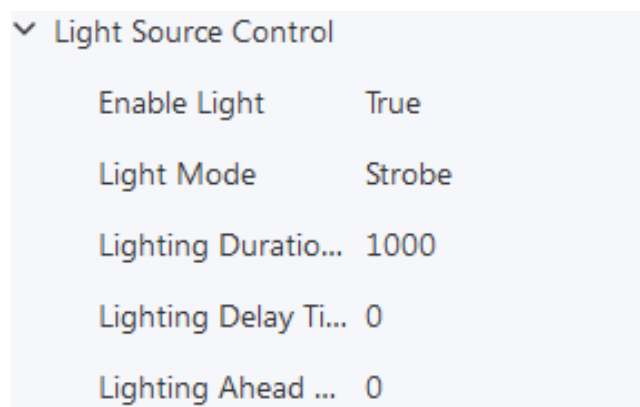 Light Source Control
Enable Light True
Light Mode Strobe
Lighting Duratio... 1000
Lighting Delay Ti... 0
Lighting Ahead ... 0